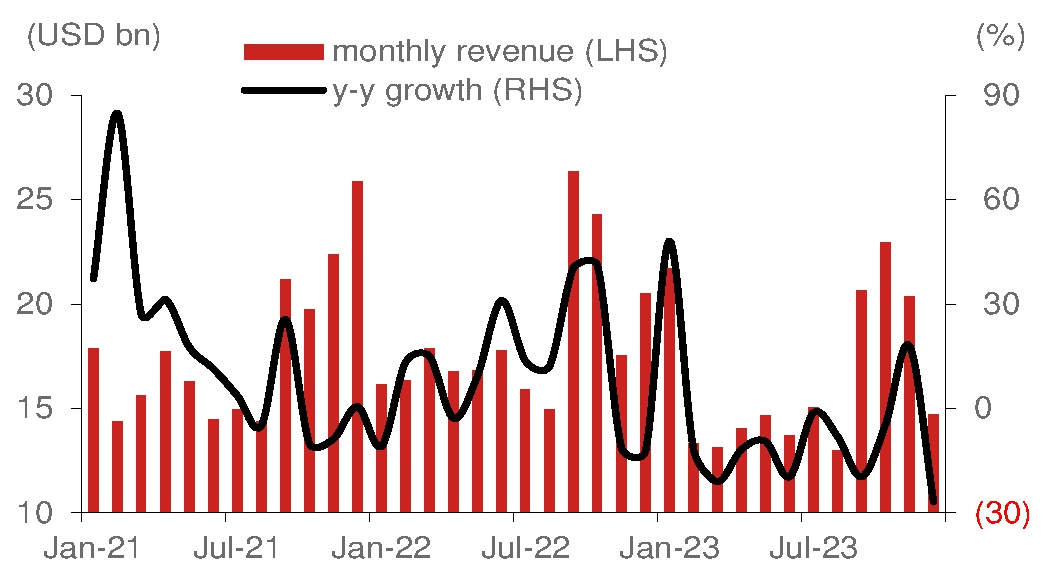 (USD bn) (%)
monthly revenue (LHS)
y-y growth (RHS)
30 90
25 60
20 30
15 0
10 (30)
Jan-21 Jul-21 Jan-22 Jul-22 Jan-23 Jul-23